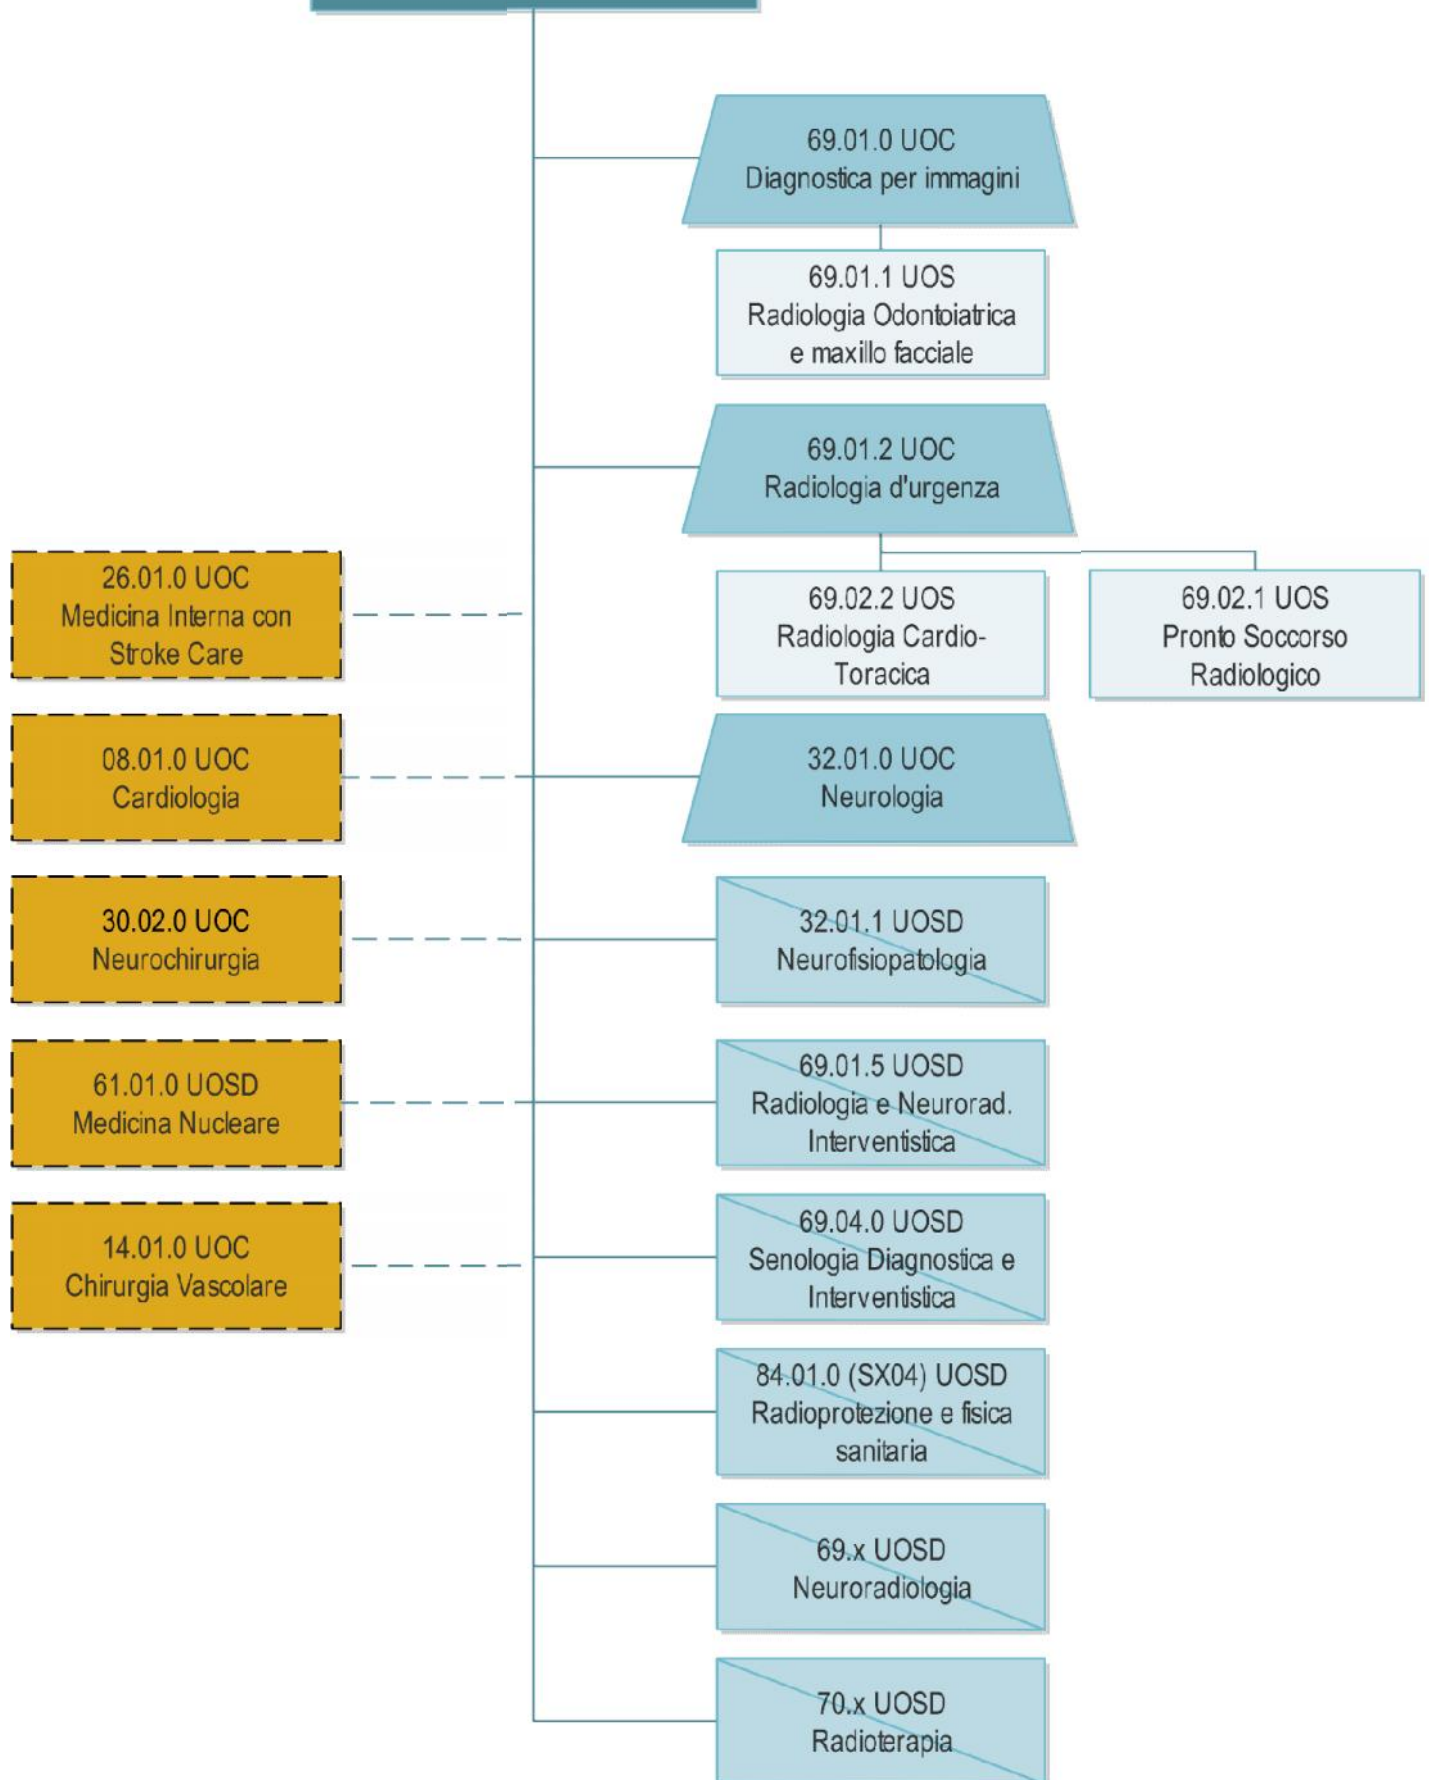 69.01.0 UOC
Diagnostica per immagini
69.01.1 UOS
Radiologia Odontoiatrica
e maxillo facciale
69.01.2 UOC
Radiologia d'urgenza
26.01.0 UOC
Medicina Interna con
Stroke Care
69.02.2 UOS
Radiologia Cardio-
Toracica
69.02.1 UOS
Pronto Soccorso
Radiologico
08.01.0 UOC
Cardiologia
32.01.0 UOC
Neurologia
30.02.0 UOC
Neurochirurgia
32.01.1 UOSD
Neurofisiopatologia
61.01.0 UOSD
Medicina Nucleare
69.01.5 UOSD
Radiologia e Neurorad.
Interventistica
14.01.0 UOC
Chirurgia Vascolare
69.04.0 UOSD
Senologia Diagnostica e
Interventistica
84.01.0 (SX04) UOSD
Radioprotezione e fisica
sanitaria
69.x UOSD
Neuroradiologia
70.x UOSD
Radioterapia